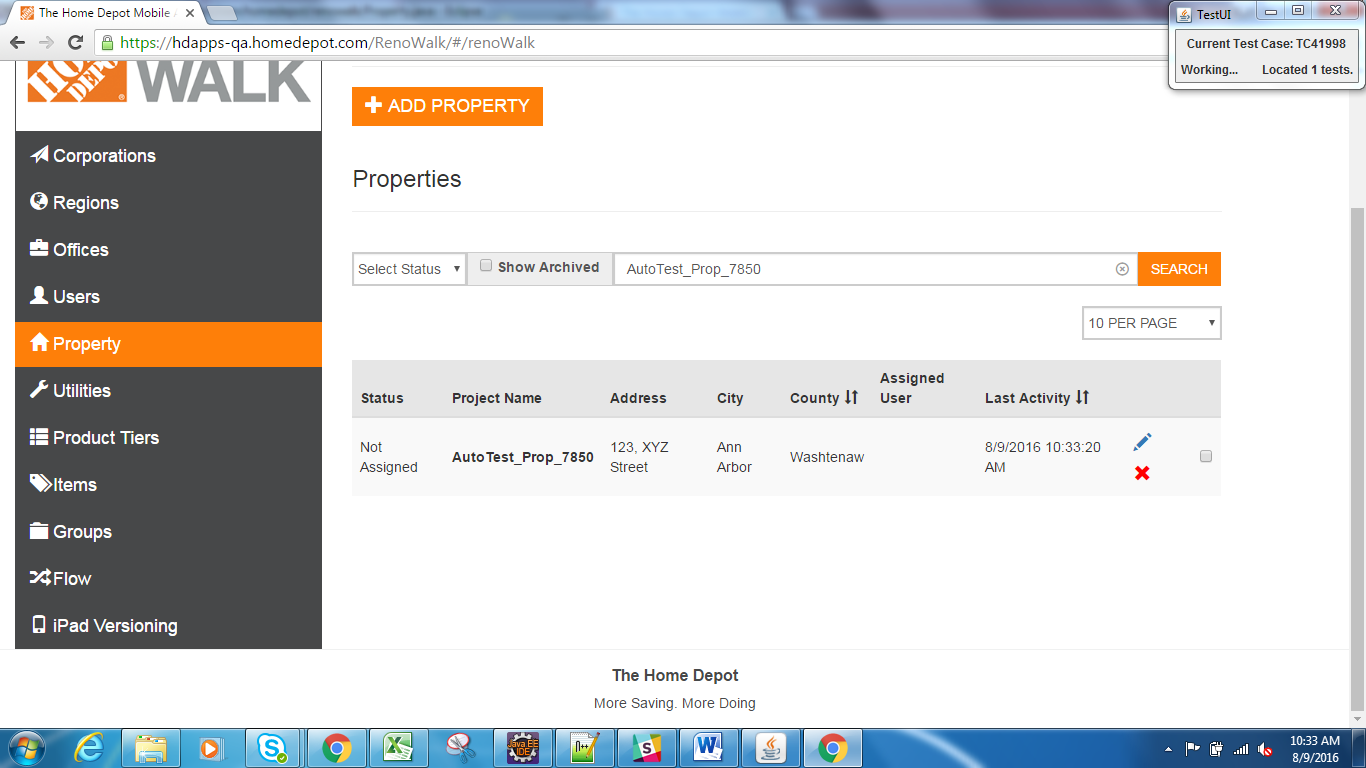 The Home Depot Mobile
https://hdapps-qa.homedepot.com/RenoWalk/#/renoWalk
TestUI
Current Test Case: TC41998
Working... Located 1 tests.
WALK
ADD PROPERTY
Corporations
Regions
Offices
Users
Property
Utilities
Product Tiers
Items
Groups
Flow
iPad Versioning
Properties
Select Status Show Archived AutoTest_Prop_7850 SEARCH
10 PER PAGE
Status Project Name Address City County Assigned User Last Activity
Not Assigned AutoTest_Prop_7850 123, XYZ Street Ann Arbor Washtenaw 8/9/2016 10:33:20 AM
The Home Depot
More Saving. More Doing
10:33 AM
8/9/2016